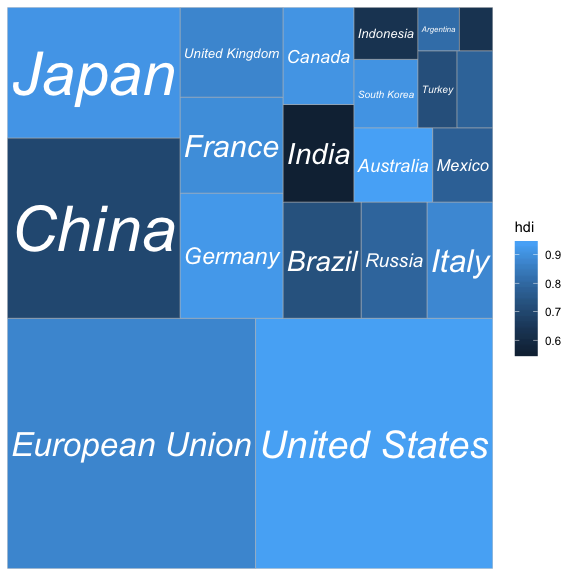 Japan
United Kingdom
Canada
Indonesia
Argentina
South Korea
Turkey
France
India
Australia
Mexico
China
Germany
Brazil
Russia
Italy
European Union
United States
hdi
0.9
0.8
0.7
0.6